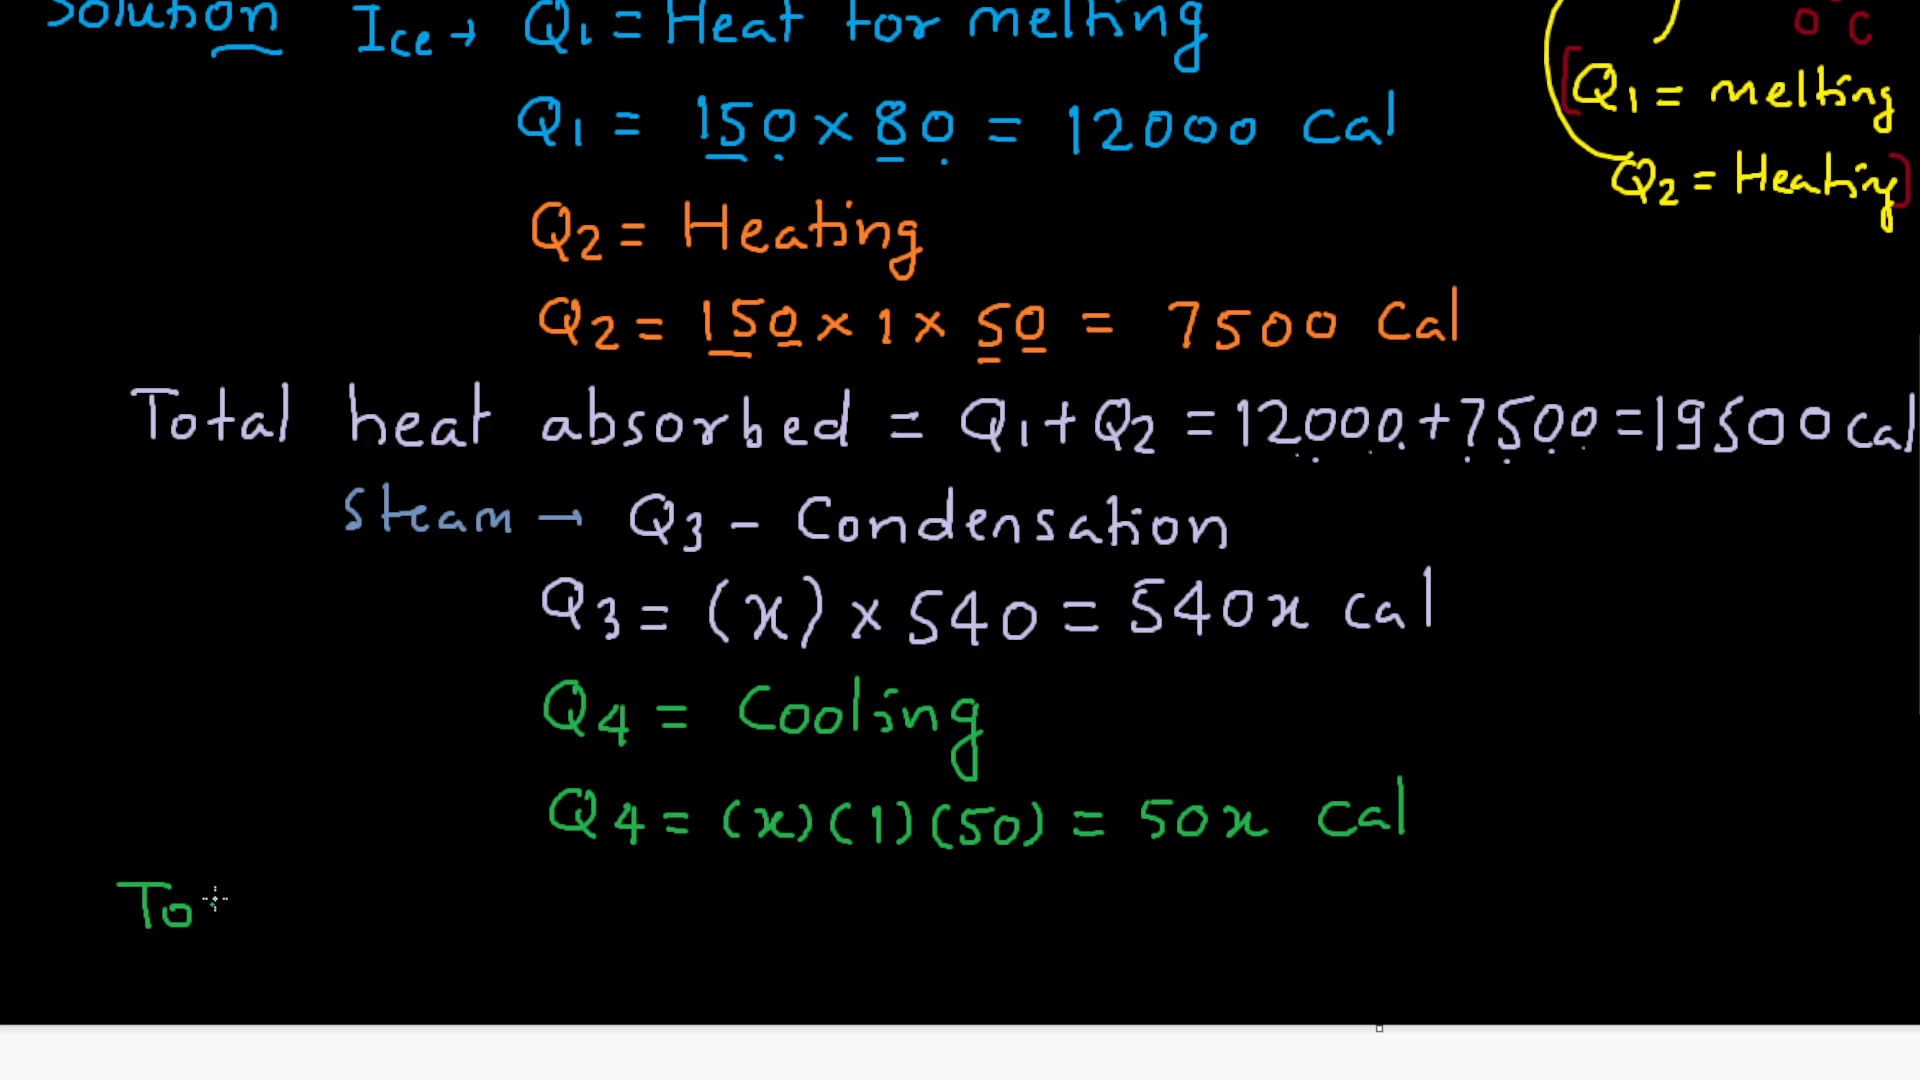 Solution Ice → Q1 = Heat for melting
0°C
Q1 = melting
Q1 = 150 × 80 = 12000 Cal
Q2 = Heating
Q2 = Heating
Q2 = 150 × 1 × 50 = 7500 Cal
Total heat absorbed = Q1 + Q2 = 12000 + 7500 = 19500 cal
Steam → Q3 - Condensation
Q3 = (x) × 540 = 540x cal
Q4 = Cooling
Q4 = (x) (1) (50) = 50x cal
To